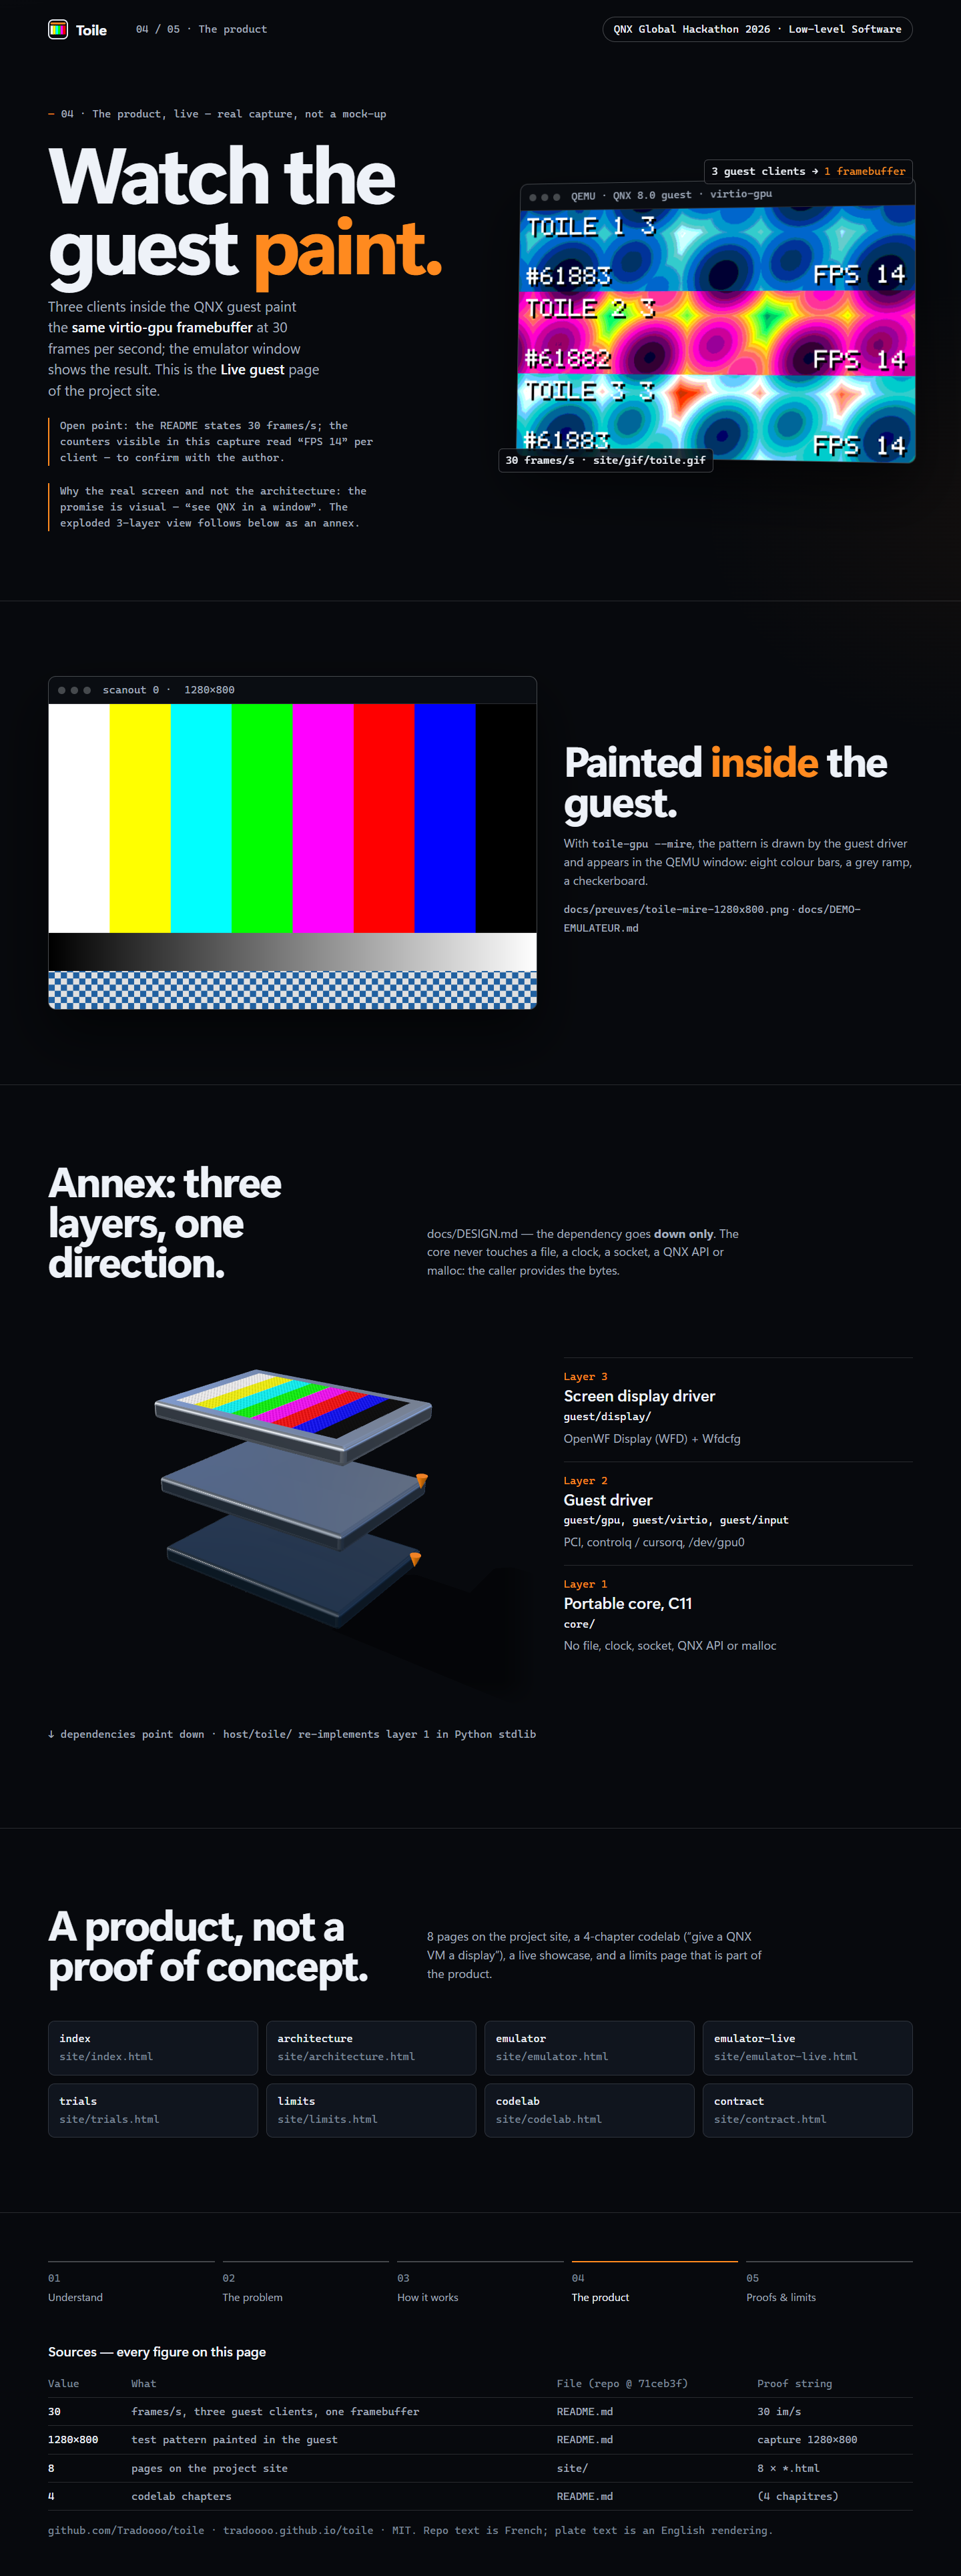 Toile
04 / 05 · The product
QNX Global Hackathon 2026 · Low-level Software
— 04 · The product, live — real capture, not a mock-up
Watch the
guest paint.
Three clients inside the QNX guest paint
the same virtio-gpu framebuffer at 30
frames per second; the emulator window
shows the result. This is the Live guest page
of the project site.
Open point: the README states 30 frames/s; the
counters visible in this capture read “FPS 14” per
client — to confirm with the author.
Why the real screen and not the architecture: the
promise is visual — “see QNX in a window”. The
exploded 3-layer view follows below as an annex.
3 guest clients → 1 framebuffer
QEMU · QNX 8.0 guest · virtio-gpu
TOILE 1 3
#61883
FPS 14
TOILE 2 3
#61882
FPS 14
TOILE 3 3
#61883
FPS 14
30 frames/s · site/gif/toile.gif
scanout 0 · 1280×800
Painted inside the
guest.
With toile-gpu --mire, the pattern is drawn by the guest driver
and appears in the QEMU window: eight colour bars, a grey ramp,
a checkerboard.
docs/preuves/toile-mire-1280x800.png · docs/DEMO-
EMULATEUR.md
Annex: three
layers, one
direction.
docs/DESIGN.md — the dependency goes down only. The
core never touches a file, a clock, a socket, a QNX API or
malloc: the caller provides the bytes.
Layer 3
Screen display driver
guest/display/
OpenWF Display (WFD) + Wfdcfg
Layer 2
Guest driver
guest/gpu, guest/virtio, guest/input
PCI, controlq / cursorq, /dev/gpu0
Layer 1
Portable core, C11
core/
No file, clock, socket, QNX API or malloc
↓ dependencies point down · host/toile/ re-implements layer 1 in Python stdlib
A product, not a
proof of concept.
8 pages on the project site, a 4-chapter codelab (“give a QNX
VM a display”), a live showcase, and a limits page that is part of
the product.
index
site/index.html
architecture
site/architecture.html
emulator
site/emulator.html
emulator-live
site/emulator-live.html
trials
site/trials.html
limits
site/limits.html
codelab
site/codelab.html
contract
site/contract.html
01
Understand
02
The problem
03
How it works
04
The product
05
Proofs & limits
Sources — every figure on this page
Value What File (repo @ 71ceb3f) Proof string
30 frames/s, three guest clients, one framebuffer README.md 30 im/s
1280×800 test pattern painted in the guest README.md capture 1280×800
8 pages on the project site site/ 8 × *.html
4 codelab chapters README.md (4 chapitres)
github.com/Tradoooo/toile · tradoooo.github.io/toile · MIT. Repo text is French; plate text is an English rendering.